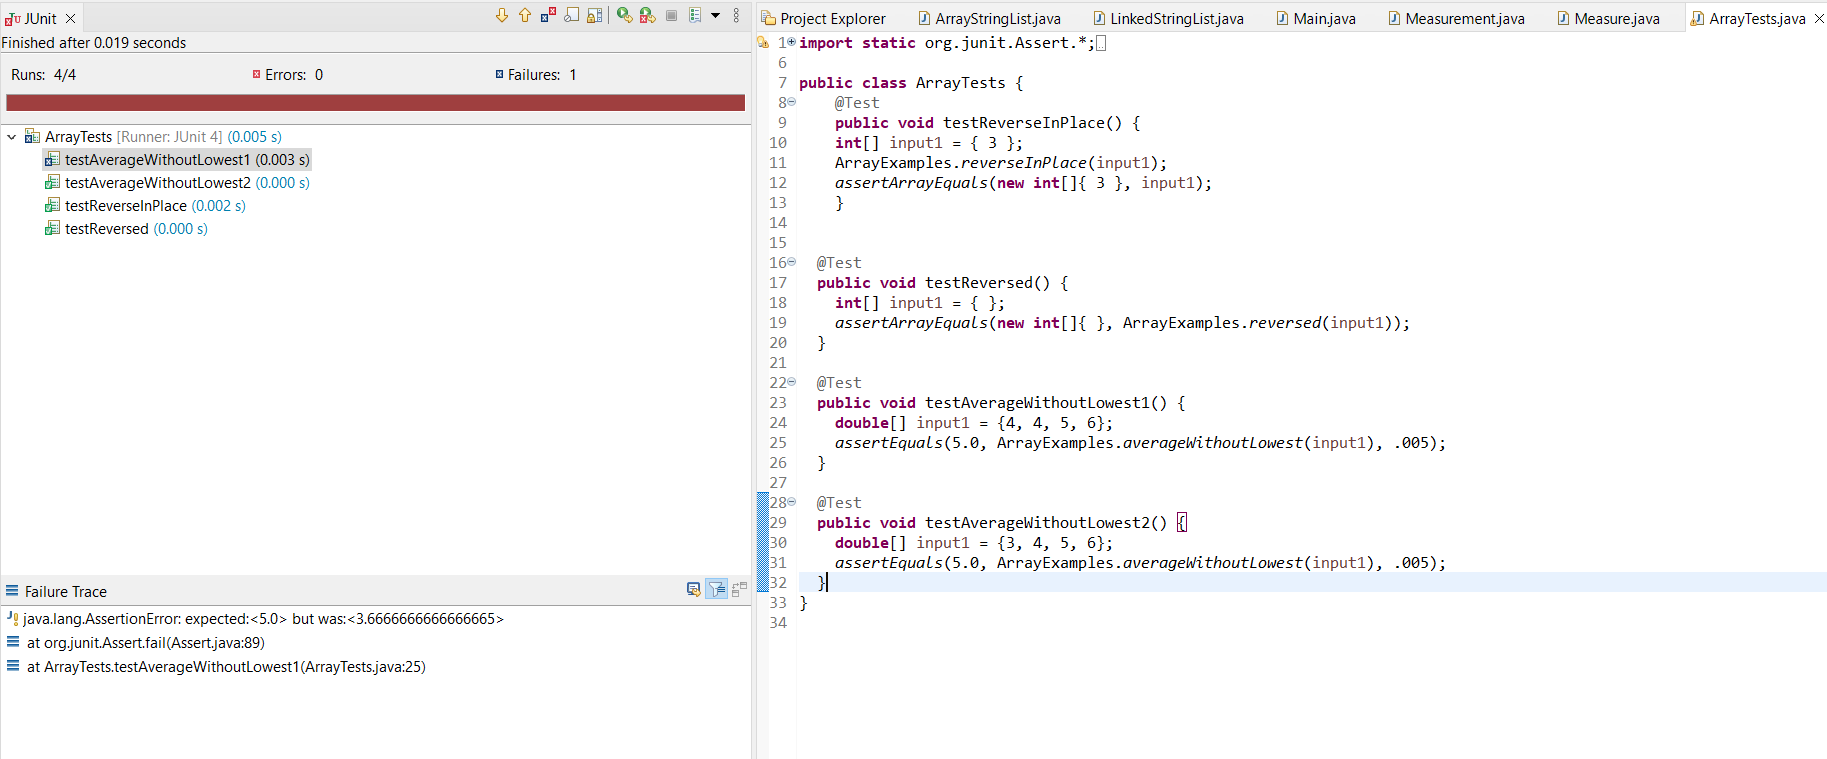 JUnit
Finished after 0.019 seconds
Runs: 4/4 Errors: 0 Failures: 1
ArrayTests [Runner: JUnit 4] (0.005 s)
testAverageWithoutLowest1 (0.003 s)
testAverageWithoutLowest2 (0.000 s)
testReverseInPlace (0.002 s)
testReversed (0.000 s)
Failure Trace
java.lang.AssertionError: expected:<5.0> but was:<3.6666666666666665>
at org.junit.Assert.fail(Assert.java:89)
at ArrayTests.testAverageWithoutLowest1(ArrayTests.java:25)
Project Explorer ArrayStringList.java LinkedStringList.java Main.java Measurement.java Measure.java ArrayTests.java
1 import static org.junit.Assert.*;
6
7 public class ArrayTests {
8 @Test
9 public void testReverseInPlace() {
10 int[] input1 = { 3 };
11 ArrayExamples.reverseInPlace(input1);
12 assertArrayEquals(new int[]{ 3 }, input1);
13 }
14
15
16 @Test
17 public void testReversed() {
18 int[] input1 = { };
19 assertArrayEquals(new int[]{ }, ArrayExamples.reversed(input1));
20 }
21
22 @Test
23 public void testAverageWithoutLowest1() {
24 double[] input1 = {4, 4, 5, 6};
25 assertEquals(5.0, ArrayExamples.averageWithoutLowest(input1), .005);
26 }
27
28 @Test
29 public void testAverageWithoutLowest2() {
30 double[] input1 = {3, 4, 5, 6};
31 assertEquals(5.0, ArrayExamples.averageWithoutLowest(input1), .005);
32 }
33 }
34